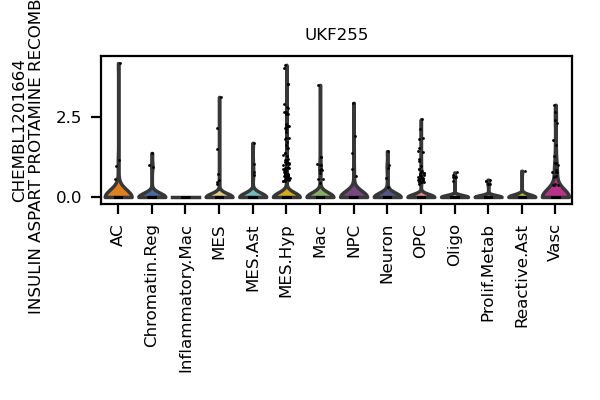 UKF255
CHEMBL1201664
INSULIN ASPART PROTAMINE RECOMB
2.5
0.0
AC
Chromatin.Reg
Inflammatory.Mac
MES
MES.Ast
MES.Hyp
Mac
NPC
Neuron
OPC
Oligo
Prolif.Metab
Reactive.Ast
Vasc